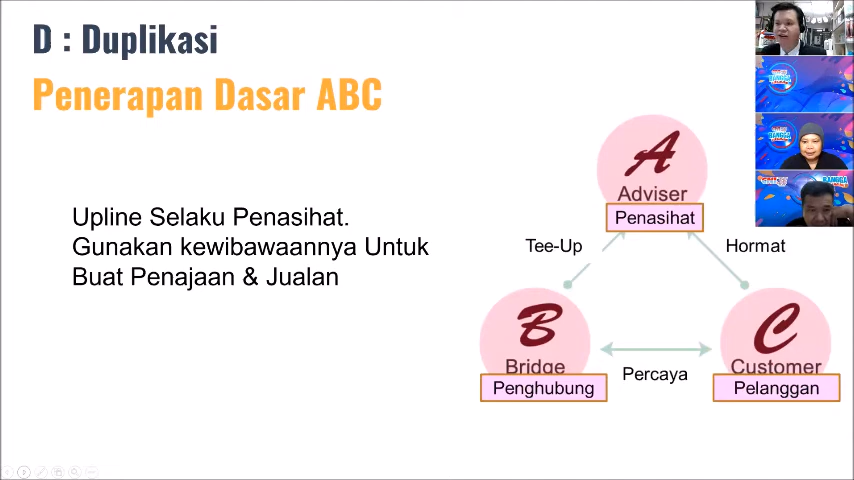 D : Duplikasi
Penerapan Dasar ABC
Upline Selaku Penasihat.
Gunakan kewibawaannya Untuk
Buat Penajaan & Jualan
A
Adviser
Penasihat
Tee-Up
Hormat
B
Bridge
Penghubung
Percaya
C
Customer
Pelanggan